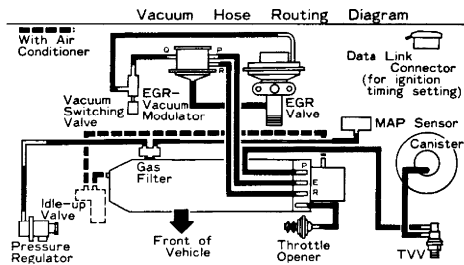 Vacuum Hose Routing Diagram
With Air
Conditioner
Q
P
R
Data Link
Connector
(for ignition
timing setting)
Vacuum
Switching
Valve
EGR-
Vacuum
Modulator
EGR
Valve
MAP Sensor
Canister
Gas
Filter
P
E
R
Idle-up
Valve
Pressure
Regulator
Front of
Vehicle
Throttle
Opener
TVV